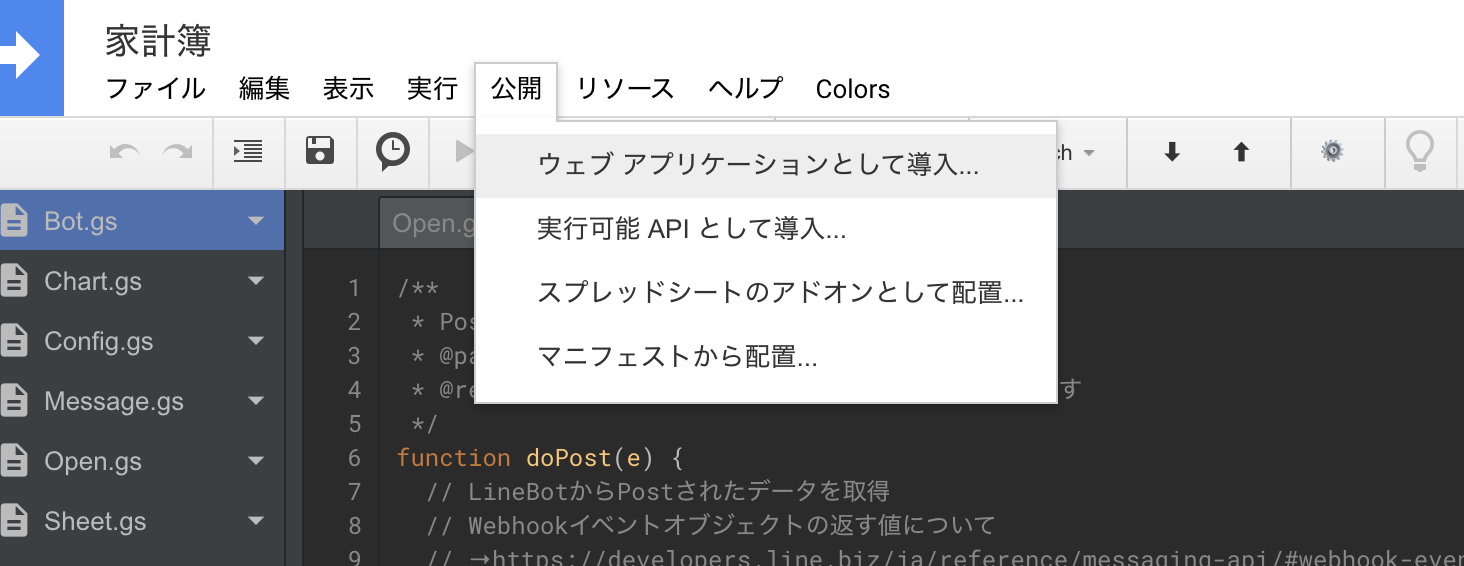 家計簿
ファイル 編集 表示 実行 公開 リソース ヘルプ Colors
ウェブ アプリケーションとして導入...
実行可能 API として導入...
スプレッドシートのアドオンとして配置...
マニフェストから配置...
Bot.gs
Chart.gs
Config.gs
Message.gs
Open.gs
Sheet.gs
Open.g
1 /**
2 * Pos
3 * @pa
4 * @re す
5 */
6 function doPost(e) {
7 // LineBotからPostされたデータを取得
8 // Webhookイベントオブジェクトの返す値について
9 // →https://developers.line.biz/ja/reference/messaging-api/#webhook-even